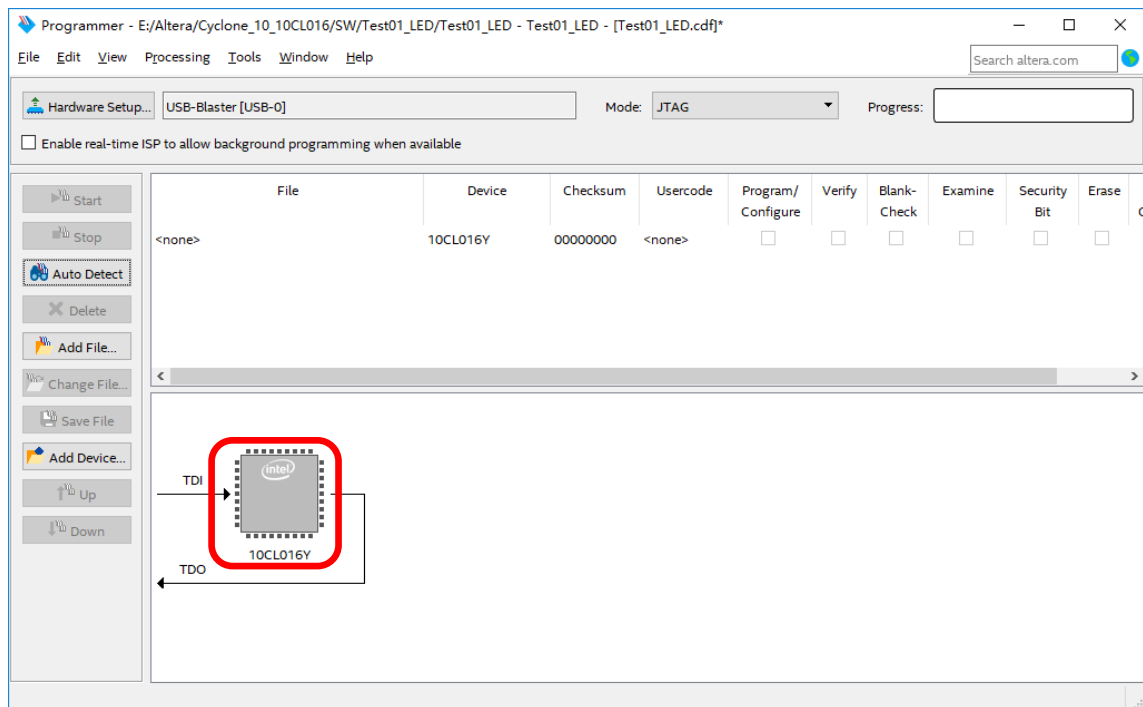 Programmer - E:/Altera/Cyclone_10_10CL016/SW/Test01_LED/Test01_LED - Test01_LED - [Test01_LED.cdf]*
File Edit View Processing Tools Window Help
Search altera.com
Hardware Setup... USB-Blaster [USB-0] Mode: JTAG Progress:
Enable real-time ISP to allow background programming when available
Start
Stop
Auto Detect
Delete
Add File...
Change File...
Save File
Add Device...
Up
Down
File Device Checksum Usercode Program/ Verify Blank- Examine Security Erase
Configure Check Bit
<none> 10CL016Y 00000000 <none>
TDI
intel
10CL016Y
TDO